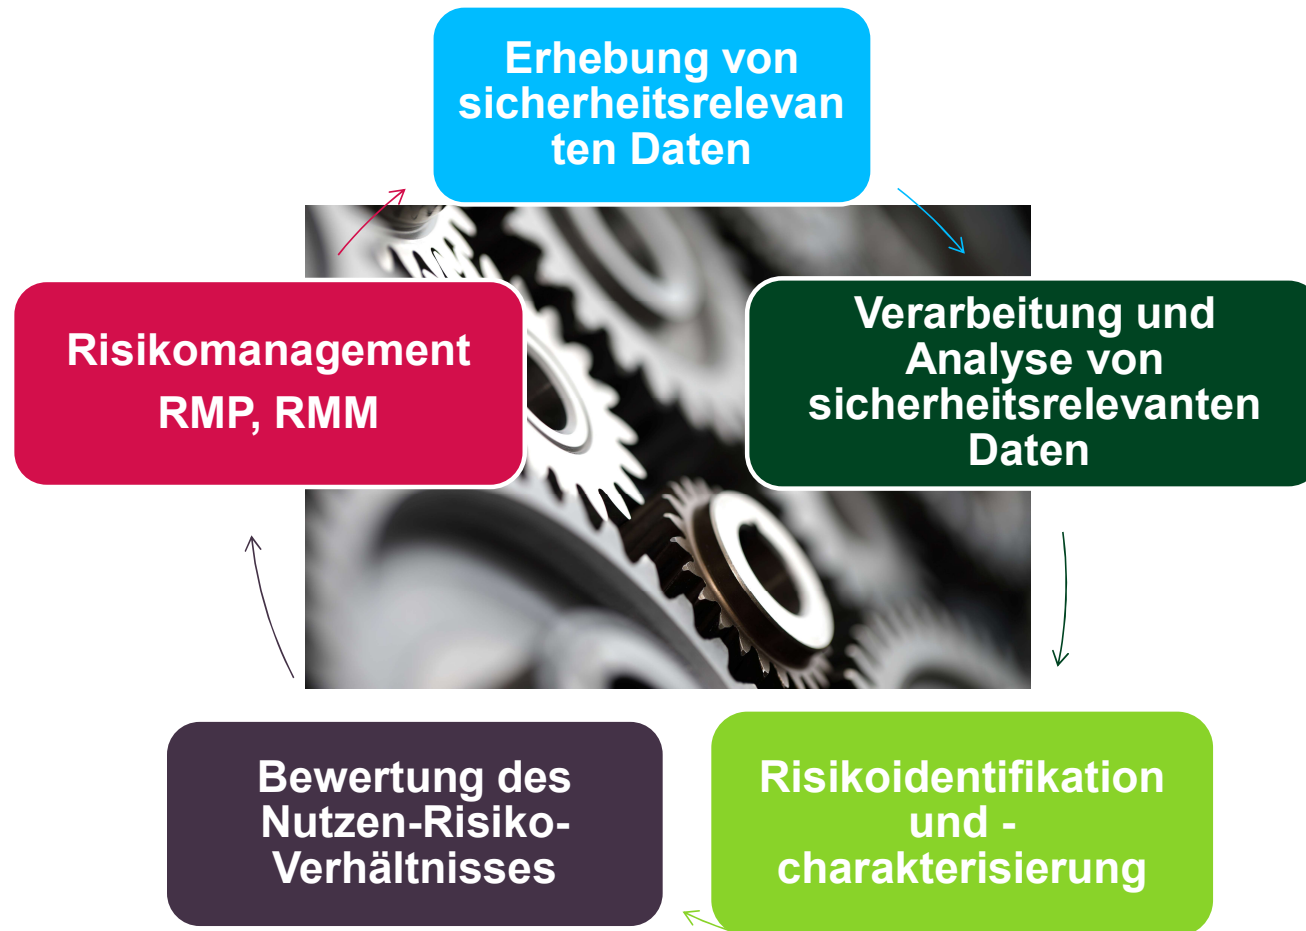 Erhebung von
sicherheitsrelevan
ten Daten
Verarbeitung und
Analyse von
sicherheitsrelevanten
Daten
Risikoidentifikation
und -
charakterisierung
Bewertung des
Nutzen-Risiko-
Verhältnisses
Risikomanagement
RMP, RMM